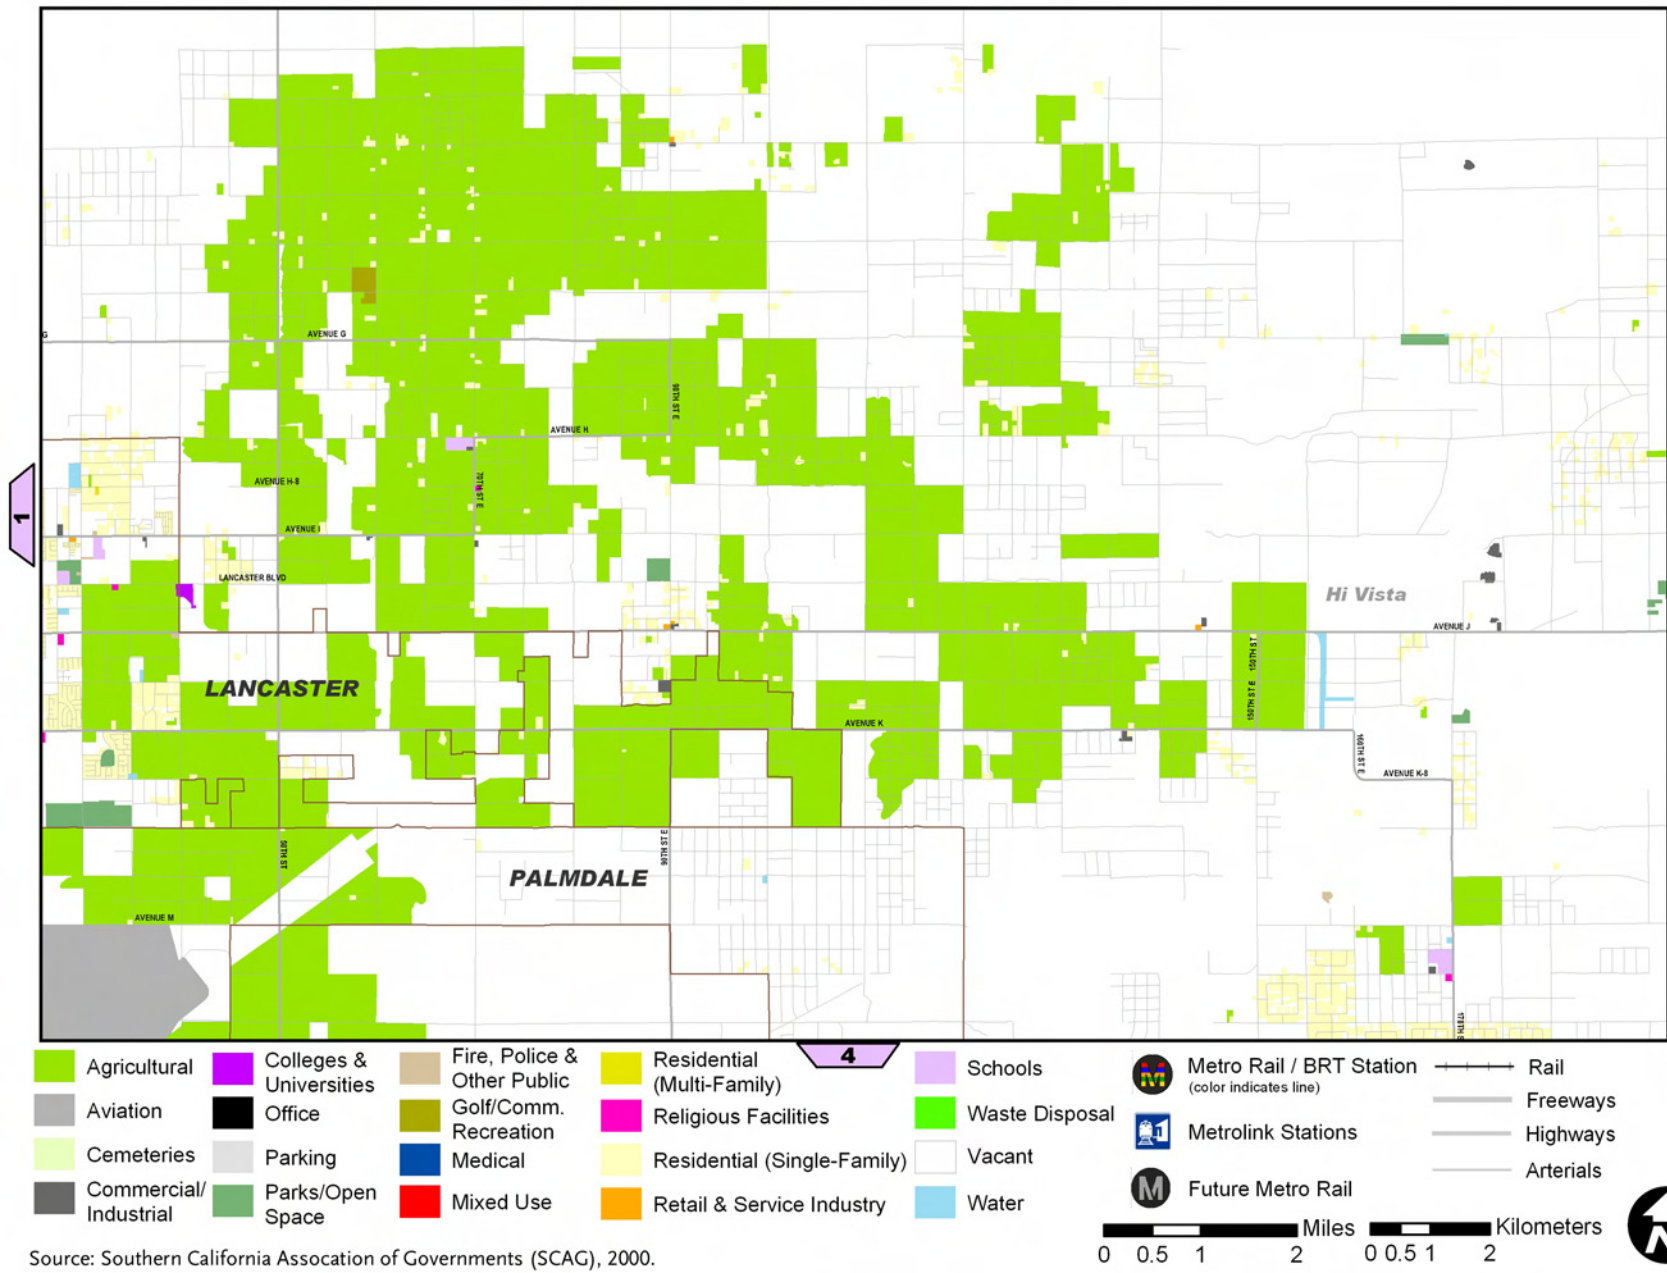 G
AVENUE G
90TH ST E
AVENUE H
AVENUE H-8
70TH ST E
1
AVENUE I
LANCASTER BLVD
Hi Vista
AVENUE J
LANCASTER
150TH ST E
150TH ST
AVENUE K
160TH ST E
AVENUE K-8
50TH ST
90TH ST E
PALMDALE
AVENUE M
170TH S
4
Agricultural
Aviation
Cemeteries
Commercial/
Industrial
Colleges &
Universities
Office
Parking
Parks/Open
Space
Fire, Police &
Other Public
Golf/Comm.
Recreation
Medical
Mixed Use
Residential
(Multi-Family)
Religious Facilities
Residential (Single-Family)
Retail & Service Industry
Schools
Waste Disposal
Vacant
Water
M
Metro Rail / BRT Station
(color indicates line)
Metrolink Stations
M
Future Metro Rail
Rail
Freeways
Highways
Arterials
Miles
0 0.5 1 2
Kilometers
0 0.5 1 2
N
Source: Southern California Assocation of Governments (SCAG), 2000.